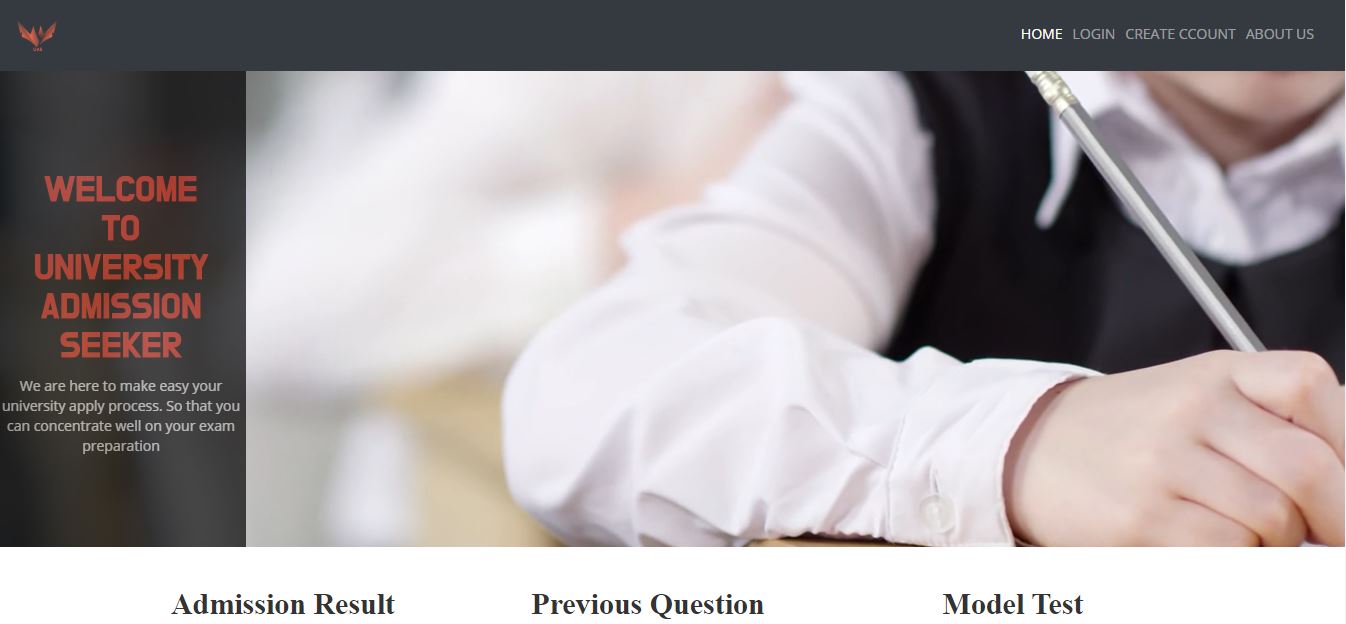 UAS
HOME LOGIN CREATE CCOUNT ABOUT US
WELCOME
TO
UNIVERSITY
ADMISSION
SEEKER
We are here to make easy your
university apply process. So that you
can concentrate well on your exam
preparation
Admission Result Previous Question Model Test